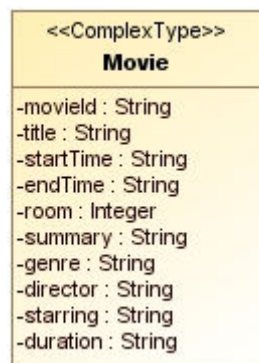 <<ComplexType>>
Movie
-movieId : String
-title : String
-startTime : String
-endTime : String
-room : Integer
-summary : String
-genre : String
-director : String
-starring : String
-duration : String